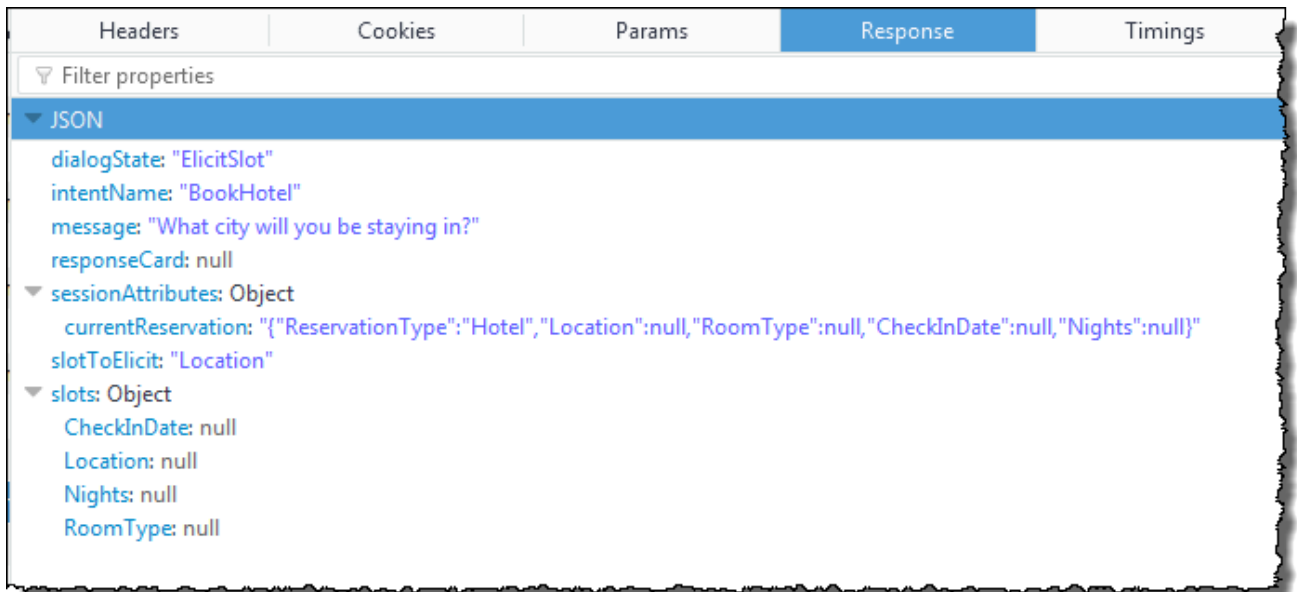 Headers Cookies Params Response Timings
Filter properties
JSON
dialogState: "ElicitSlot"
intentName: "BookHotel"
message: "What city will you be staying in?"
responseCard: null
sessionAttributes: Object
currentReservation: "{"ReservationType":"Hotel","Location":null,"RoomType":null,"CheckInDate":null,"Nights":null}"
slotToElicit: "Location"
slots: Object
CheckInDate: null
Location: null
Nights: null
RoomType: null